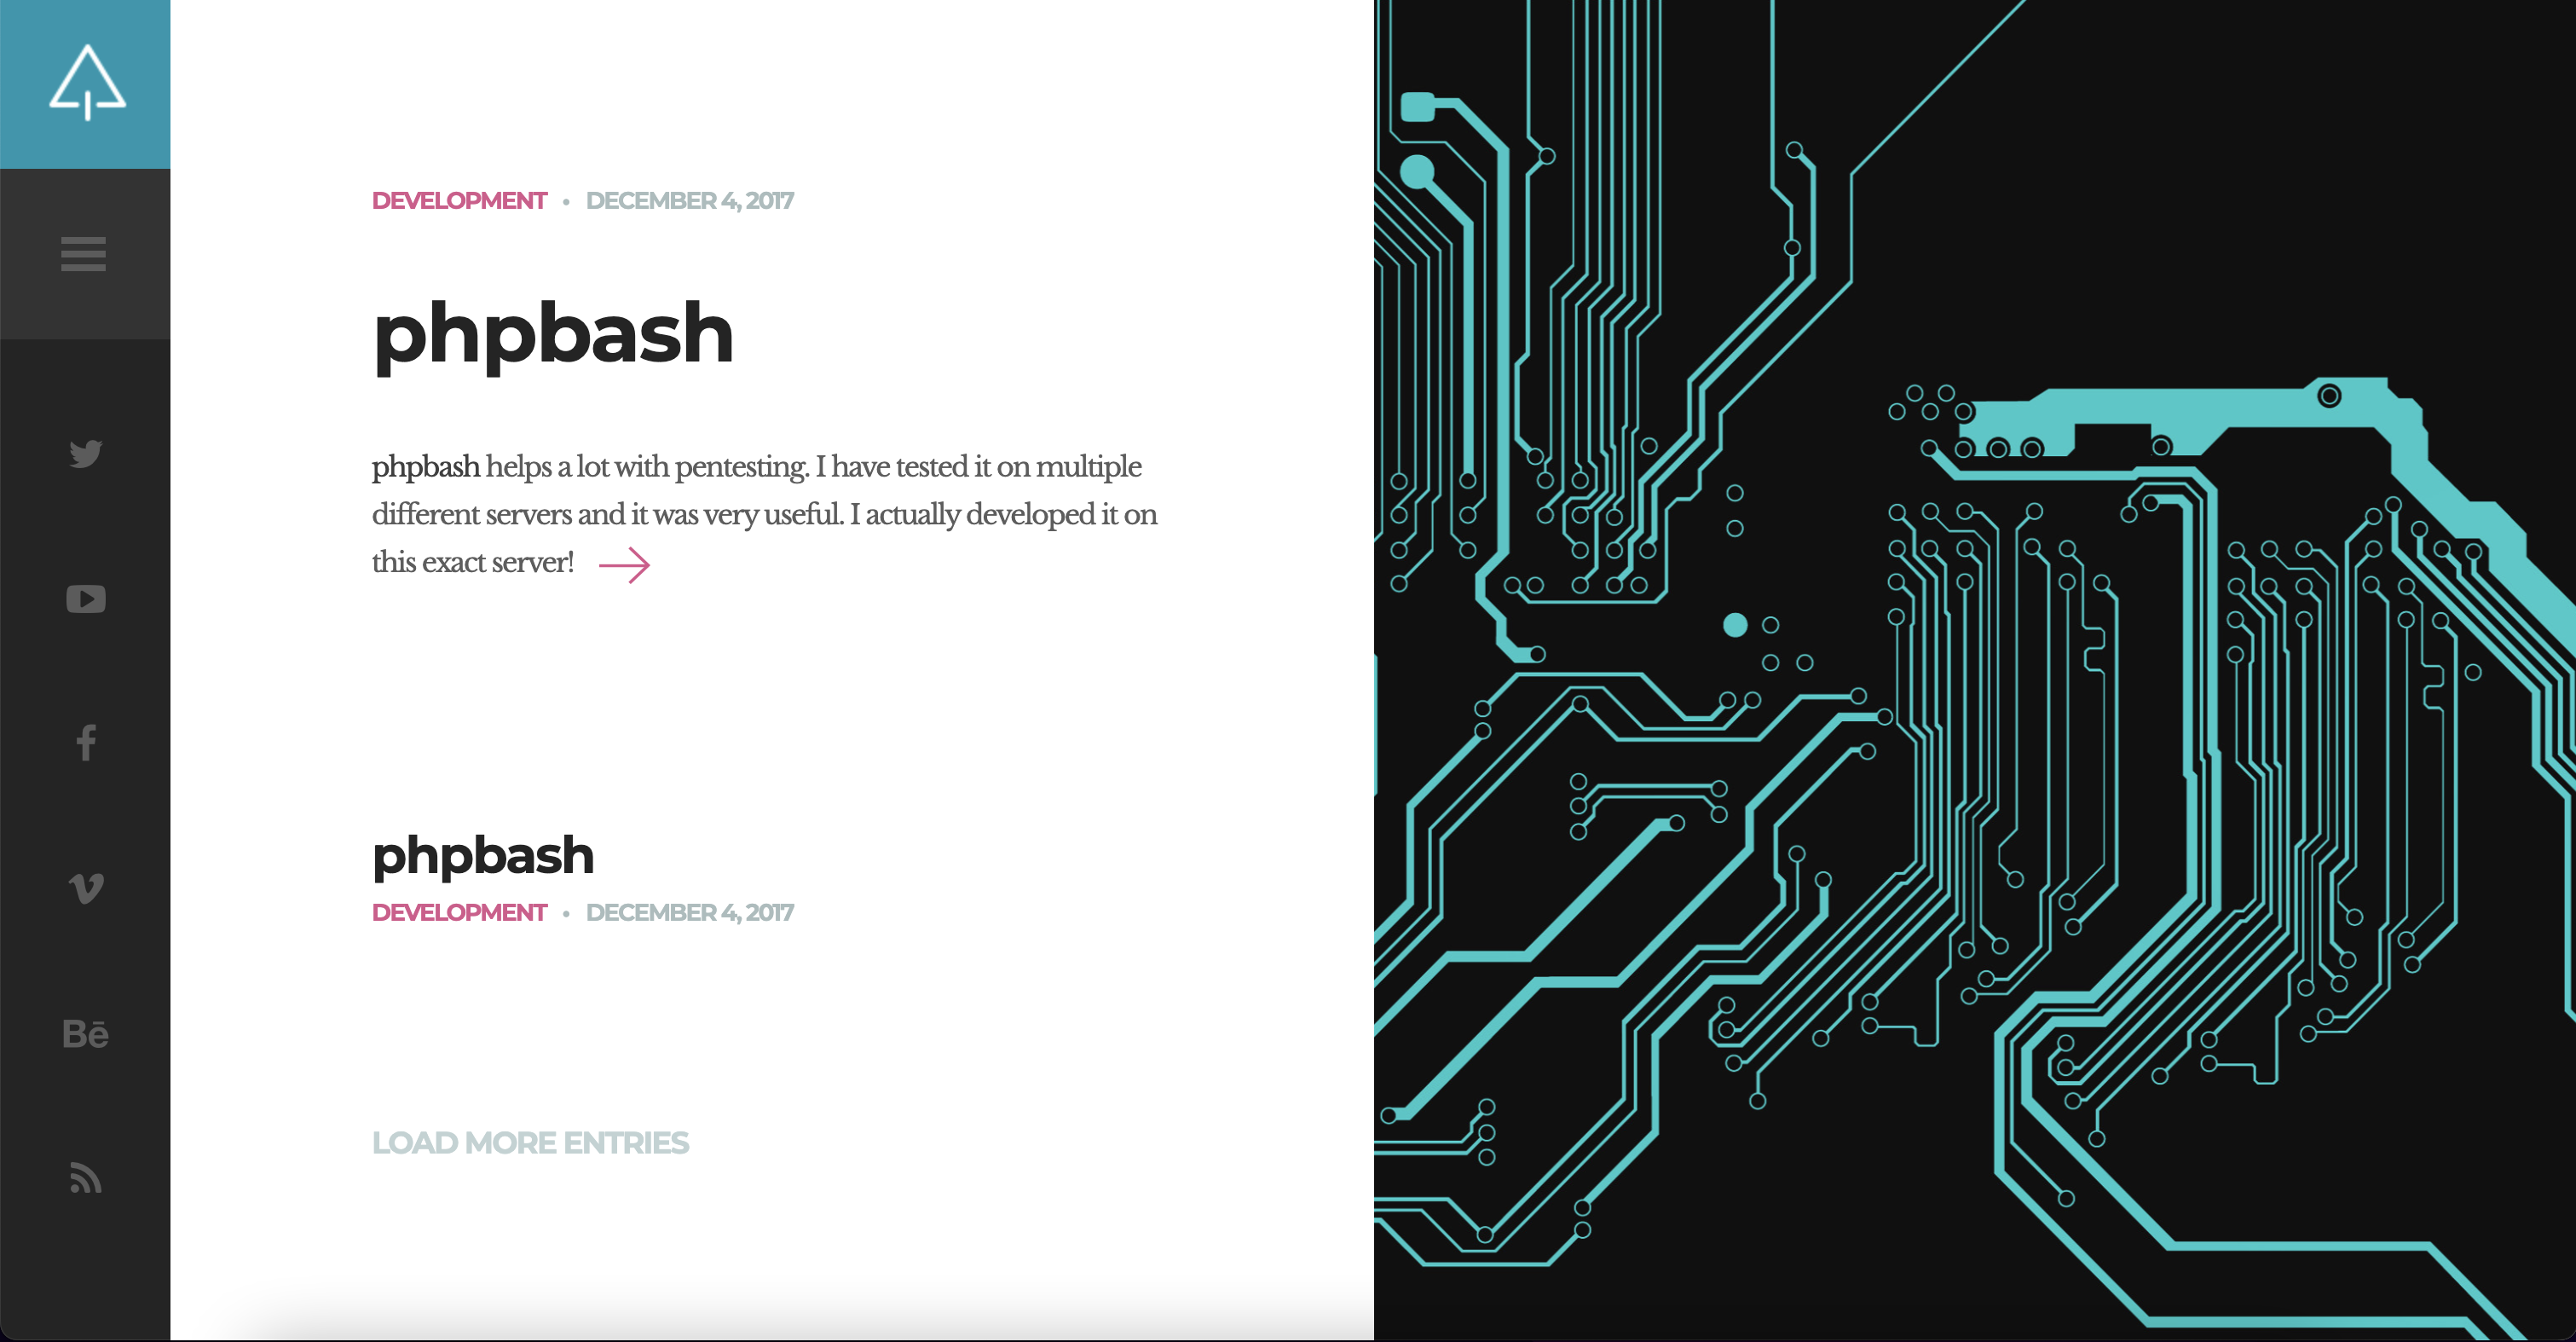 DEVELOPMENT • DECEMBER 4, 2017
phpbash
phpbash helps a lot with pentesting. I have tested it on multiple
different servers and it was very useful. I actually developed it on
this exact server!
phpbash
DEVELOPMENT • DECEMBER 4, 2017
Bē
LOAD MORE ENTRIES